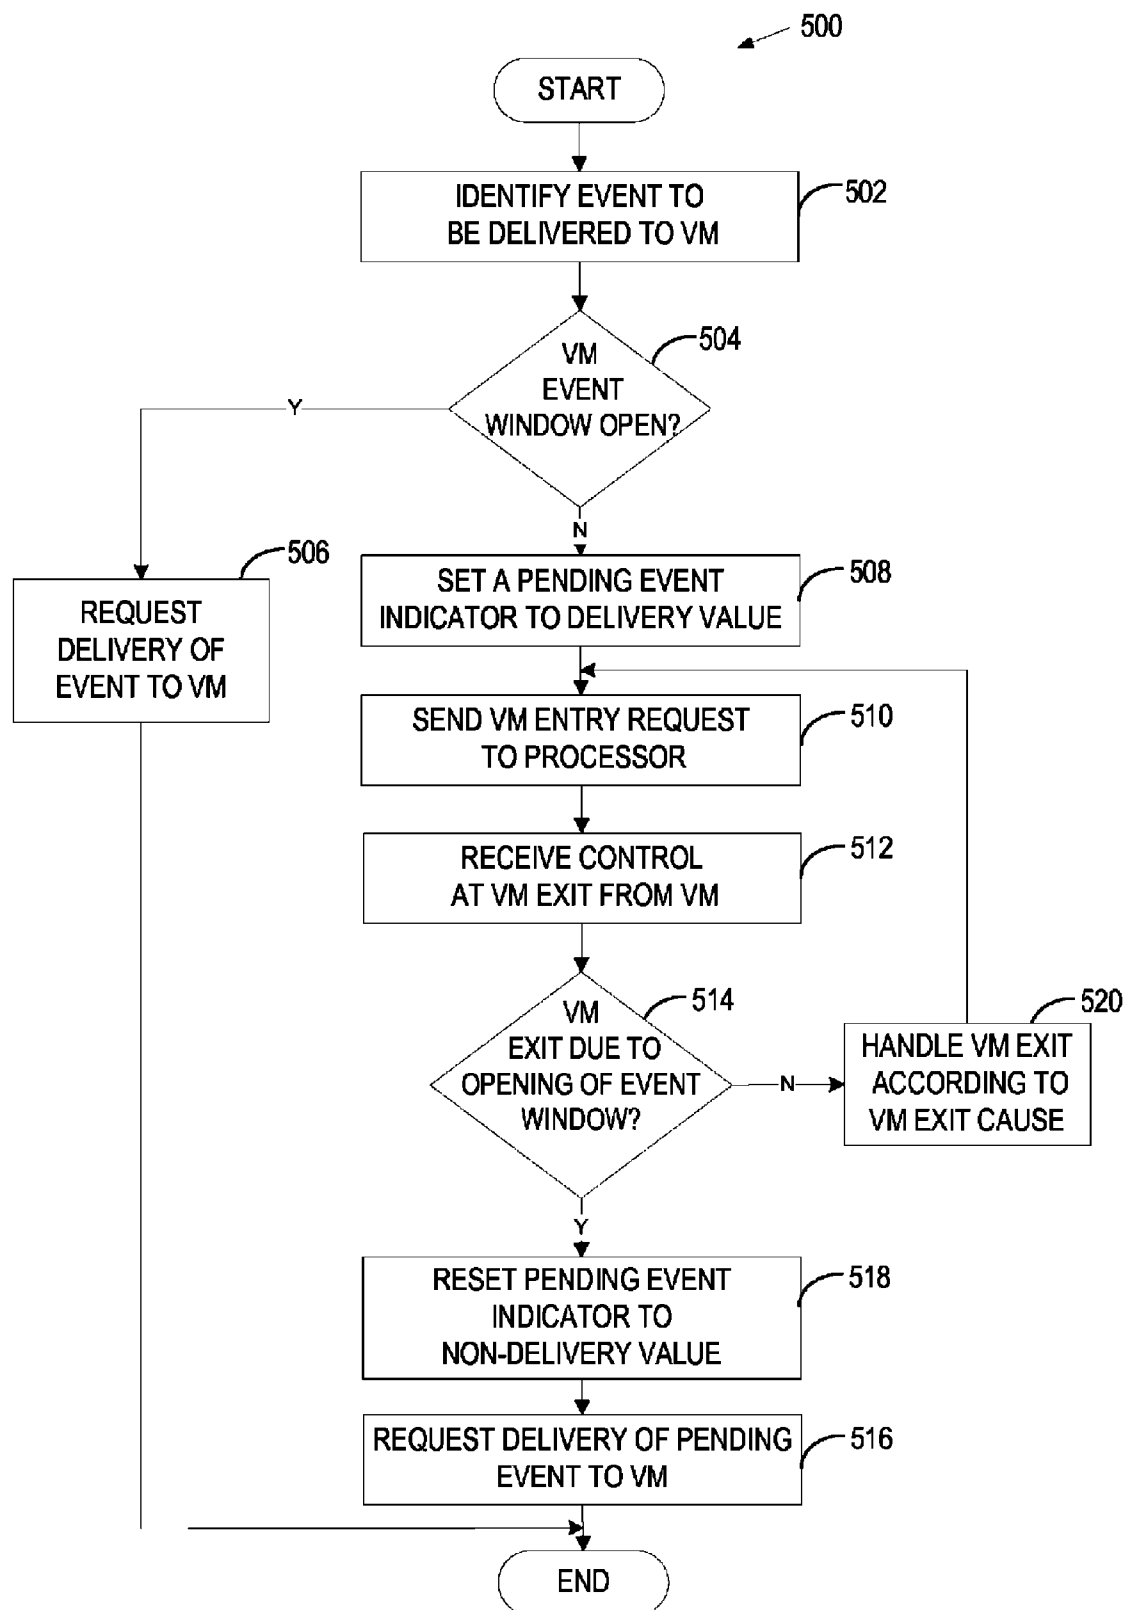 500
START
IDENTIFY EVENT TO
BE DELIVERED TO VM
502
VM
EVENT
WINDOW OPEN?
504
Y
N
506
REQUEST
DELIVERY OF
EVENT TO VM
SET A PENDING EVENT
INDICATOR TO DELIVERY VALUE
508
SEND VM ENTRY REQUEST
TO PROCESSOR
510
RECEIVE CONTROL
AT VM EXIT FROM VM
512
VM
EXIT DUE TO
OPENING OF EVENT
WINDOW?
514
N
520
HANDLE VM EXIT
ACCORDING TO
VM EXIT CAUSE
Y
RESET PENDING EVENT
INDICATOR TO
NON-DELIVERY VALUE
518
REQUEST DELIVERY OF PENDING
EVENT TO VM
516
END